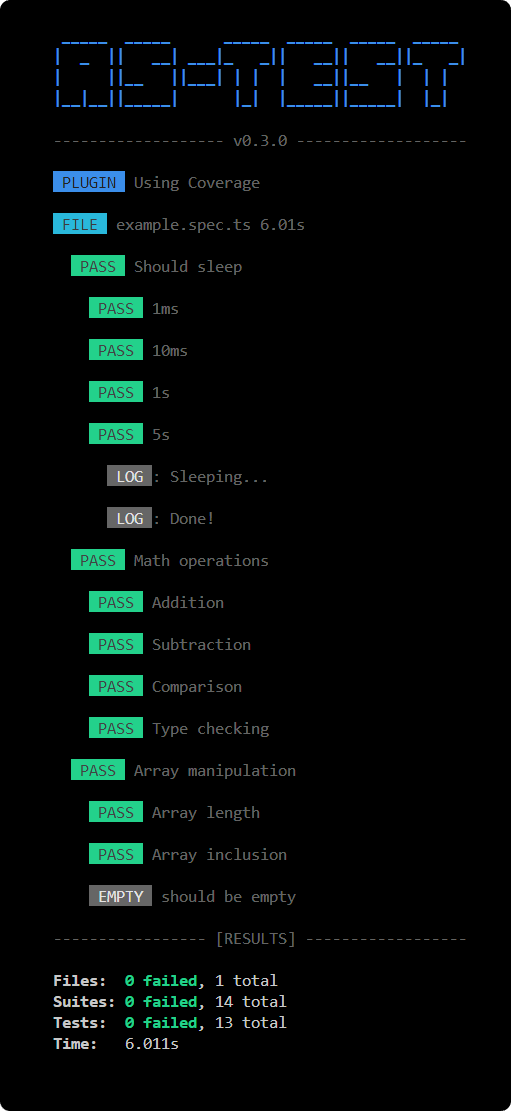 AS-TEST
------------------- v0.3.0 -------------------
PLUGIN Using Coverage
FILE example.spec.ts 6.01s
PASS Should sleep
PASS 1ms
PASS 10ms
PASS 1s
PASS 5s
LOG : Sleeping...
LOG : Done!
PASS Math operations
PASS Addition
PASS Subtraction
PASS Comparison
PASS Type checking
PASS Array manipulation
PASS Array length
PASS Array inclusion
EMPTY should be empty
----------------- [RESULTS] ------------------
Files: 0 failed, 1 total
Suites: 0 failed, 14 total
Tests: 0 failed, 13 total
Time: 6.011s